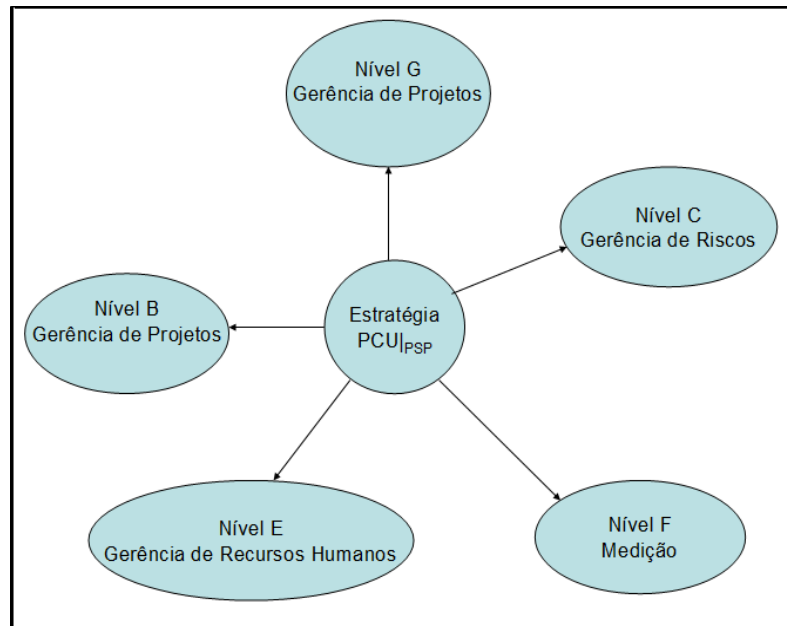 Nível G
Gerência de Projetos
Nível C
Gerência de Riscos
Nível B
Gerência de Projetos
Estratégia
PCU|PSP
Nível E
Gerência de Recursos Humanos
Nível F
Medição